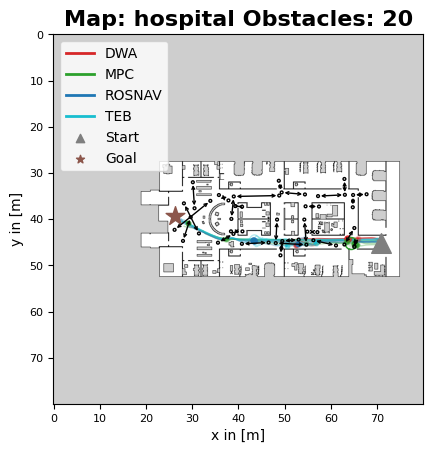 Map: hospital Obstacles: 20
DWA
MPC
ROSNAV
TEB
Start
Goal
0
10
20
30
40
50
60
70
y in [m]
0 10 20 30 40 50 60 70
x in [m]